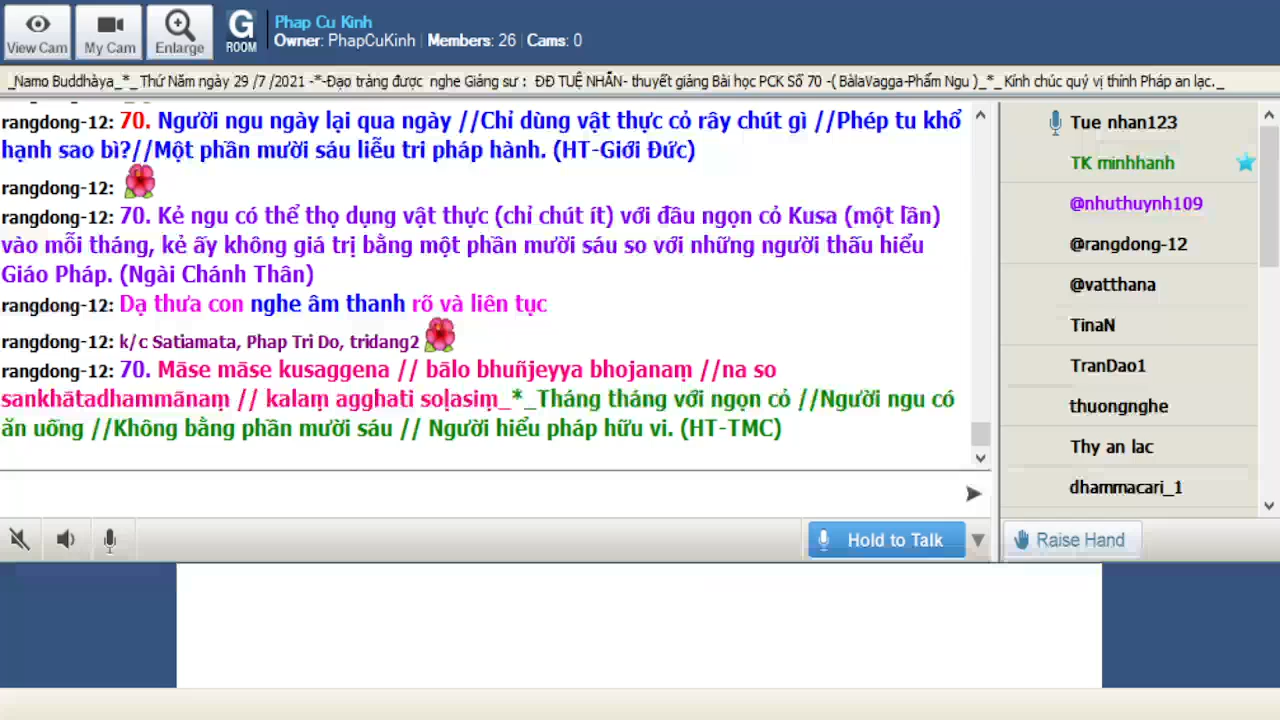 Phap Cu Kinh
Owner: PhapCuKinh | Members: 26 | Cams: 0
View Cam
My Cam
Enlarge
G
ROOM
_Namo Buddhàya_*_ Thứ Năm ngày 29 /7 /2021 -*-Đạo tràng được nghe Giảng sư : ĐĐ TUỆ NHẪN- thuyết giảng Bài học PCK Số 70 -( BàlaVagga-Phẩm Ngu )_*_ Kính chúc quý vị thính Pháp an lạc._
rangdong-12: 70. Người ngu ngày lại qua ngày //Chỉ dùng vật thực cỏ rây chút gì //Phép tu khổ
hạnh sao bì?//Một phần mười sáu liễu tri pháp hành. (HT-Giới Đức)
rangdong-12:
rangdong-12: 70. Kẻ ngu có thể thọ dụng vật thực (chỉ chút ít) với đầu ngọn cỏ Kusa (một lần)
vào mỗi tháng, kẻ ấy không giá trị bằng một phần mười sáu so với những người thấu hiểu
Giáo Pháp. (Ngài Chánh Thân)
rangdong-12: Dạ thưa con nghe âm thanh rõ và liên tục
rangdong-12: k/c Satiamata, Phap Tri Do, tridang2
rangdong-12: 70. Māse māse kusaggena // bālo bhuñjeyya bhojanaṃ //na so
sankhātadhammānaṃ // kalaṃ agghati soḷasiṃ_*_Tháng tháng với ngọn cỏ //Người ngu có
ăn uống //Không bằng phần mười sáu // Người hiểu pháp hữu vi. (HT-TMC)
Tue nhan123
TK minhhanh
@nhuthuynh109
@rangdong-12
@vatthana
TinaN
TranDao1
thuongnghe
Thy an lac
dhammacari_1
Hold to Talk
Raise Hand